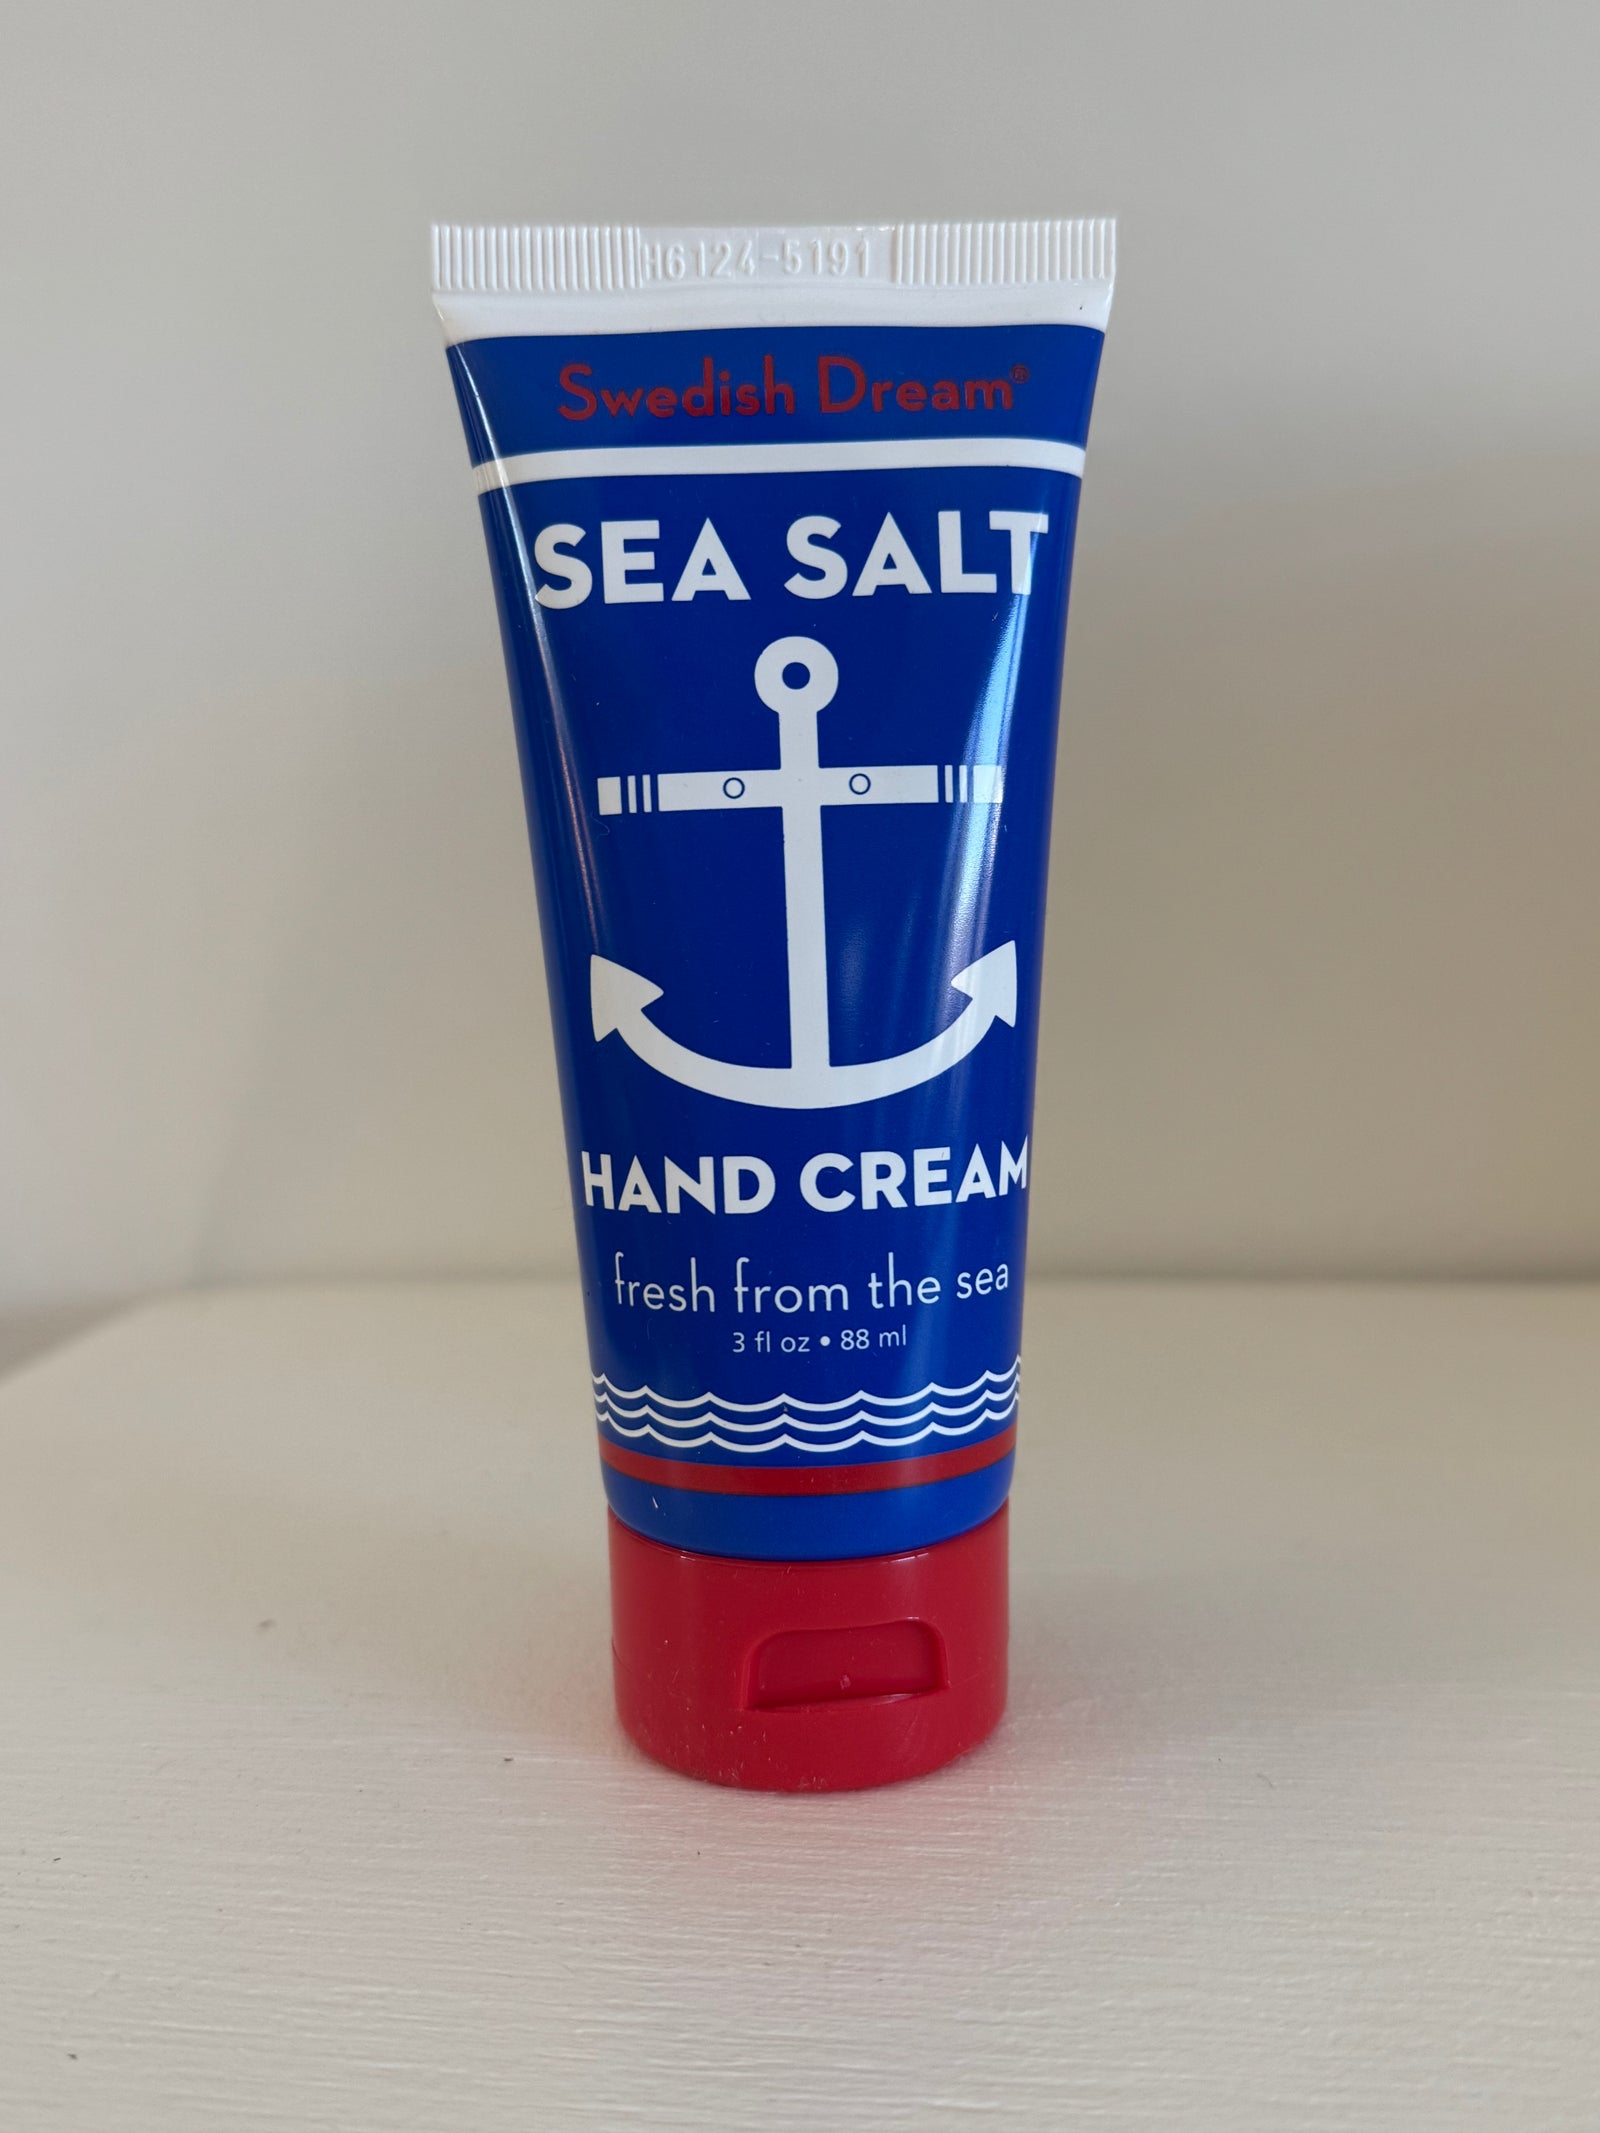 H6124-5191
Swedish Dream®
SEA SALT
HAND CREAM
fresh from the sea
3 fl oz • 88 ml